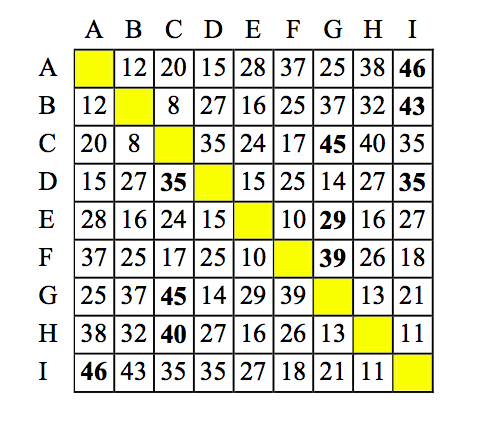 A B C D E F G H I
A 12 20 15 28 37 25 38 46
B 12 8 27 16 25 37 32 43
C 20 8 35 24 17 45 40 35
D 15 27 35 15 25 14 27 35
E 28 16 24 15 10 29 16 27
F 37 25 17 25 10 39 26 18
G 25 37 45 14 29 39 13 21
H 38 32 40 27 16 26 13 11
I 46 43 35 35 27 18 21 11